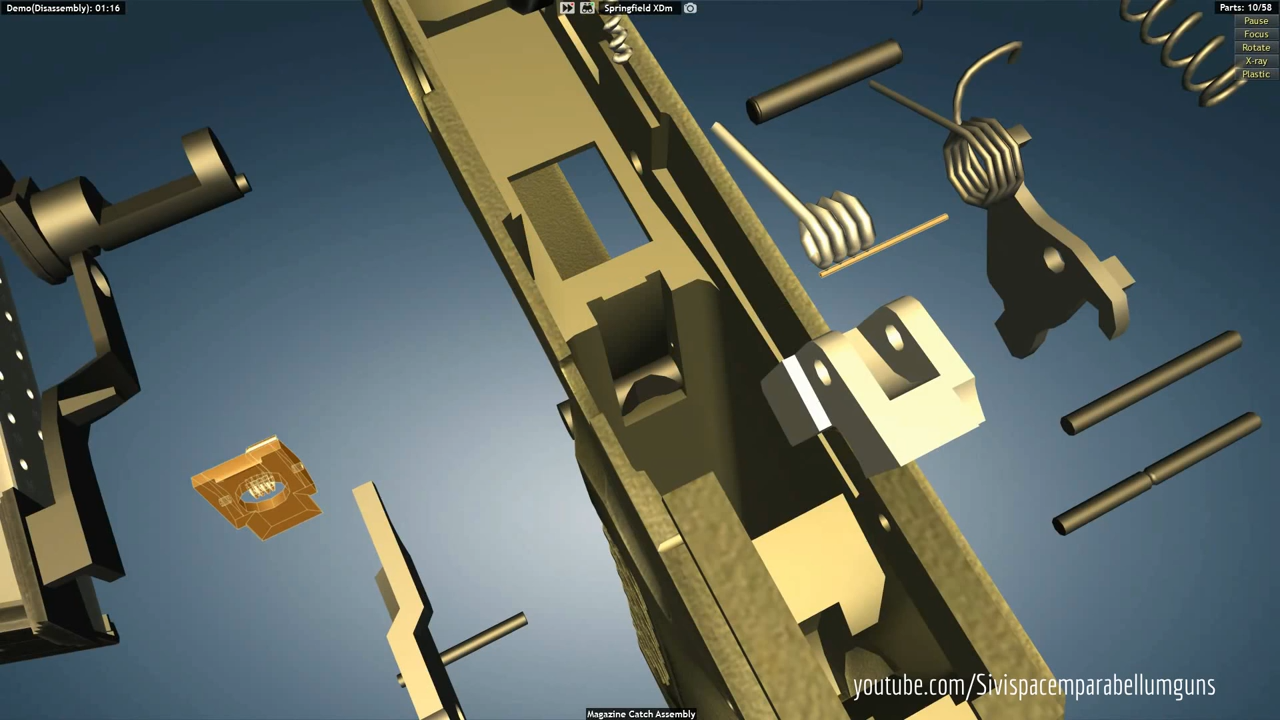 Demo(Disassembly): 01:16
Springfield XDm
Parts: 10/58
Pause
Focus
Rotate
X-ray
Plastic
youtube.com/Sivispacemparabellumguns
Magazine Catch Assembly